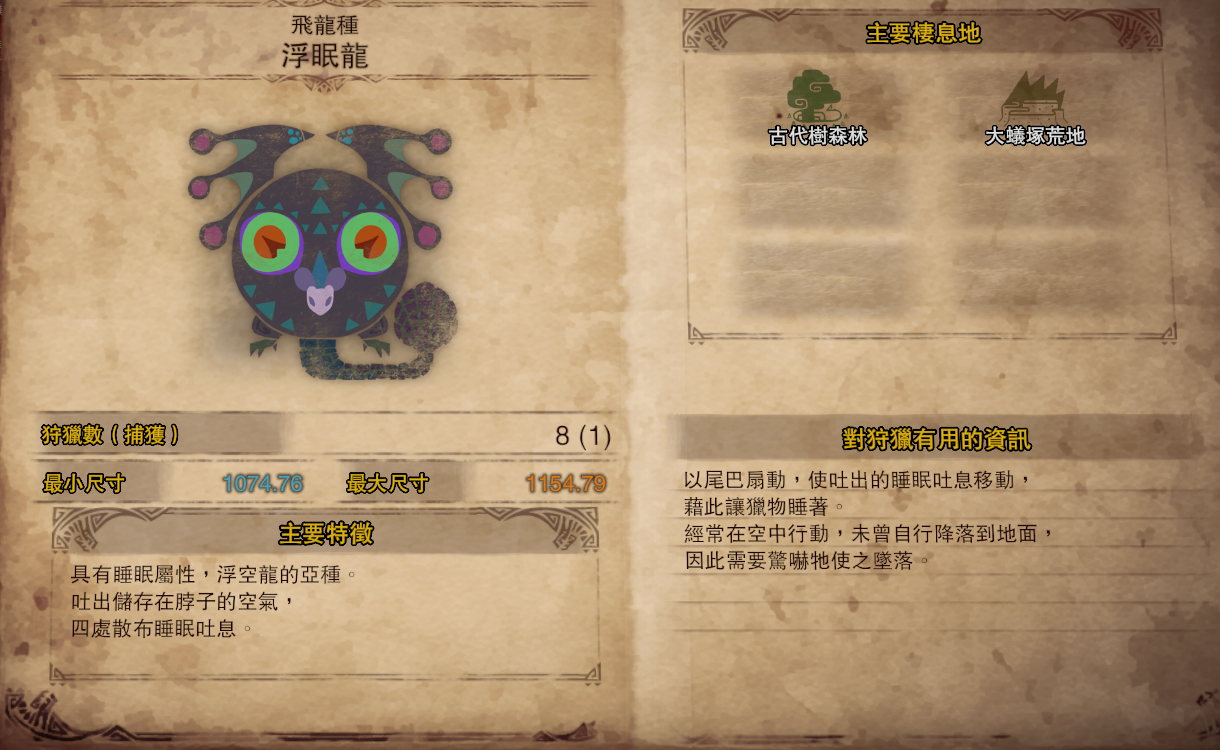 飛龍種
浮眠龍
狩獵數(捕獲)
8 (1)
最小尺寸 1074.76 最大尺寸 1154.79
主要特徵
具有睡眠屬性，浮空龍的亞種。
吐出儲存在脖子的空氣，
四處散布睡眠吐息。
主要棲息地
古代樹森林 大蟻塚荒地
對狩獵有用的資訊
以尾巴扇動，使吐出的睡眠吐息移動，
藉此讓獵物睡著。
經常在空中行動，未曾自行降落到地面，
因此需要驚嚇牠使之墜落。